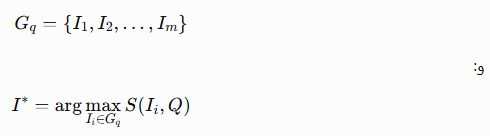 G_q = {I_1, I_2, ..., I_m}
و:
I^* = arg max_{I_i ∈ G_q} S(I_i, Q)